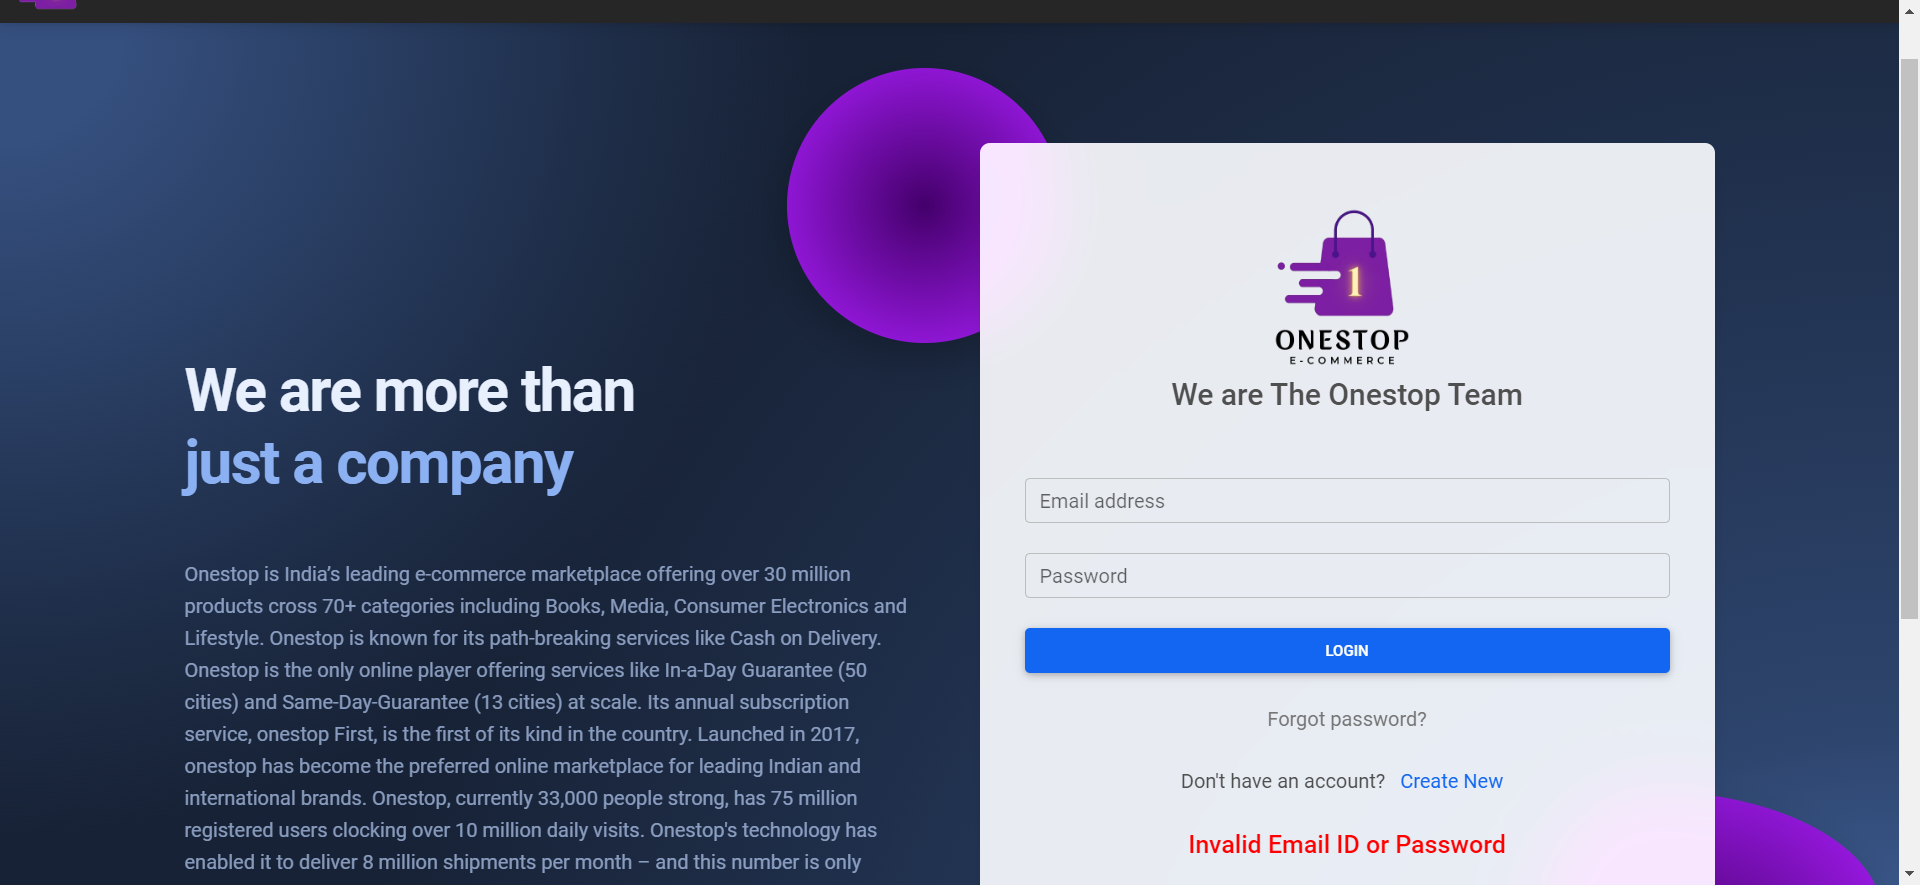 We are more than
just a company
Onestop is India’s leading e-commerce marketplace offering over 30 million
products cross 70+ categories including Books, Media, Consumer Electronics and
Lifestyle. Onestop is known for its path-breaking services like Cash on Delivery.
Onestop is the only online player offering services like In-a-Day Guarantee (50
cities) and Same-Day-Guarantee (13 cities) at scale. Its annual subscription
service, onestop First, is the first of its kind in the country. Launched in 2017,
onestop has become the preferred online marketplace for leading Indian and
international brands. Onestop, currently 33,000 people strong, has 75 million
registered users clocking over 10 million daily visits. Onestop's technology has
enabled it to deliver 8 million shipments per month – and this number is only
1
ONESTOP
E-COMMERCE
We are The Onestop Team
Email address
Password
LOGIN
Forgot password?
Don't have an account? Create New
Invalid Email ID or Password